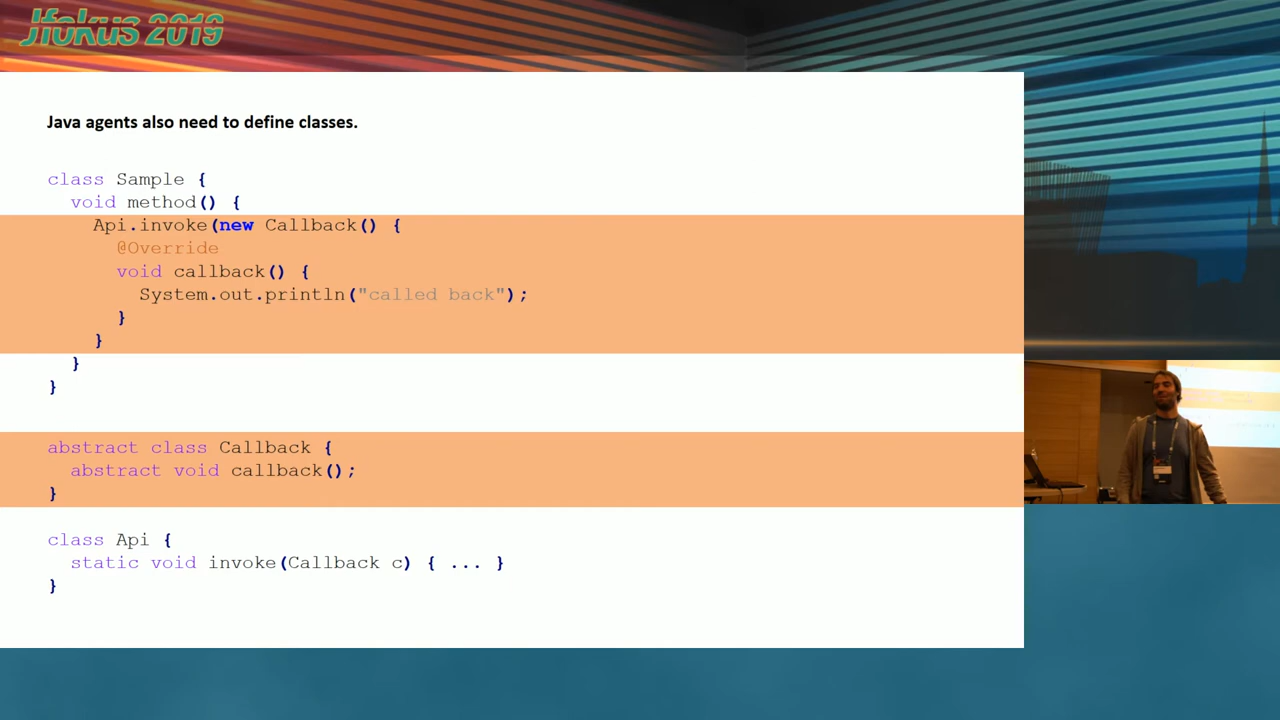 Jfokus 2019
Java agents also need to define classes.
class Sample {
void method() {
Api.invoke(new Callback() {
@Override
void callback() {
System.out.println("called back");
}
}
}
}
abstract class Callback {
abstract void callback();
}
class Api {
static void invoke(Callback c) { ... }
}